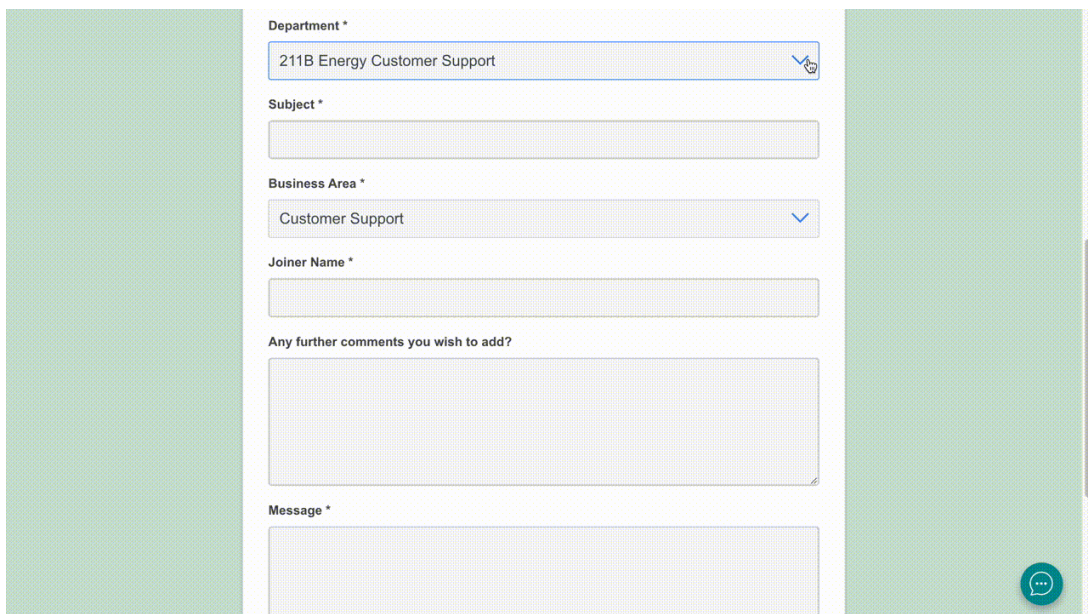 Department *
211B Energy Customer Support
Subject *
Business Area *
Customer Support
Joiner Name *
Any further comments you wish to add?
Message *